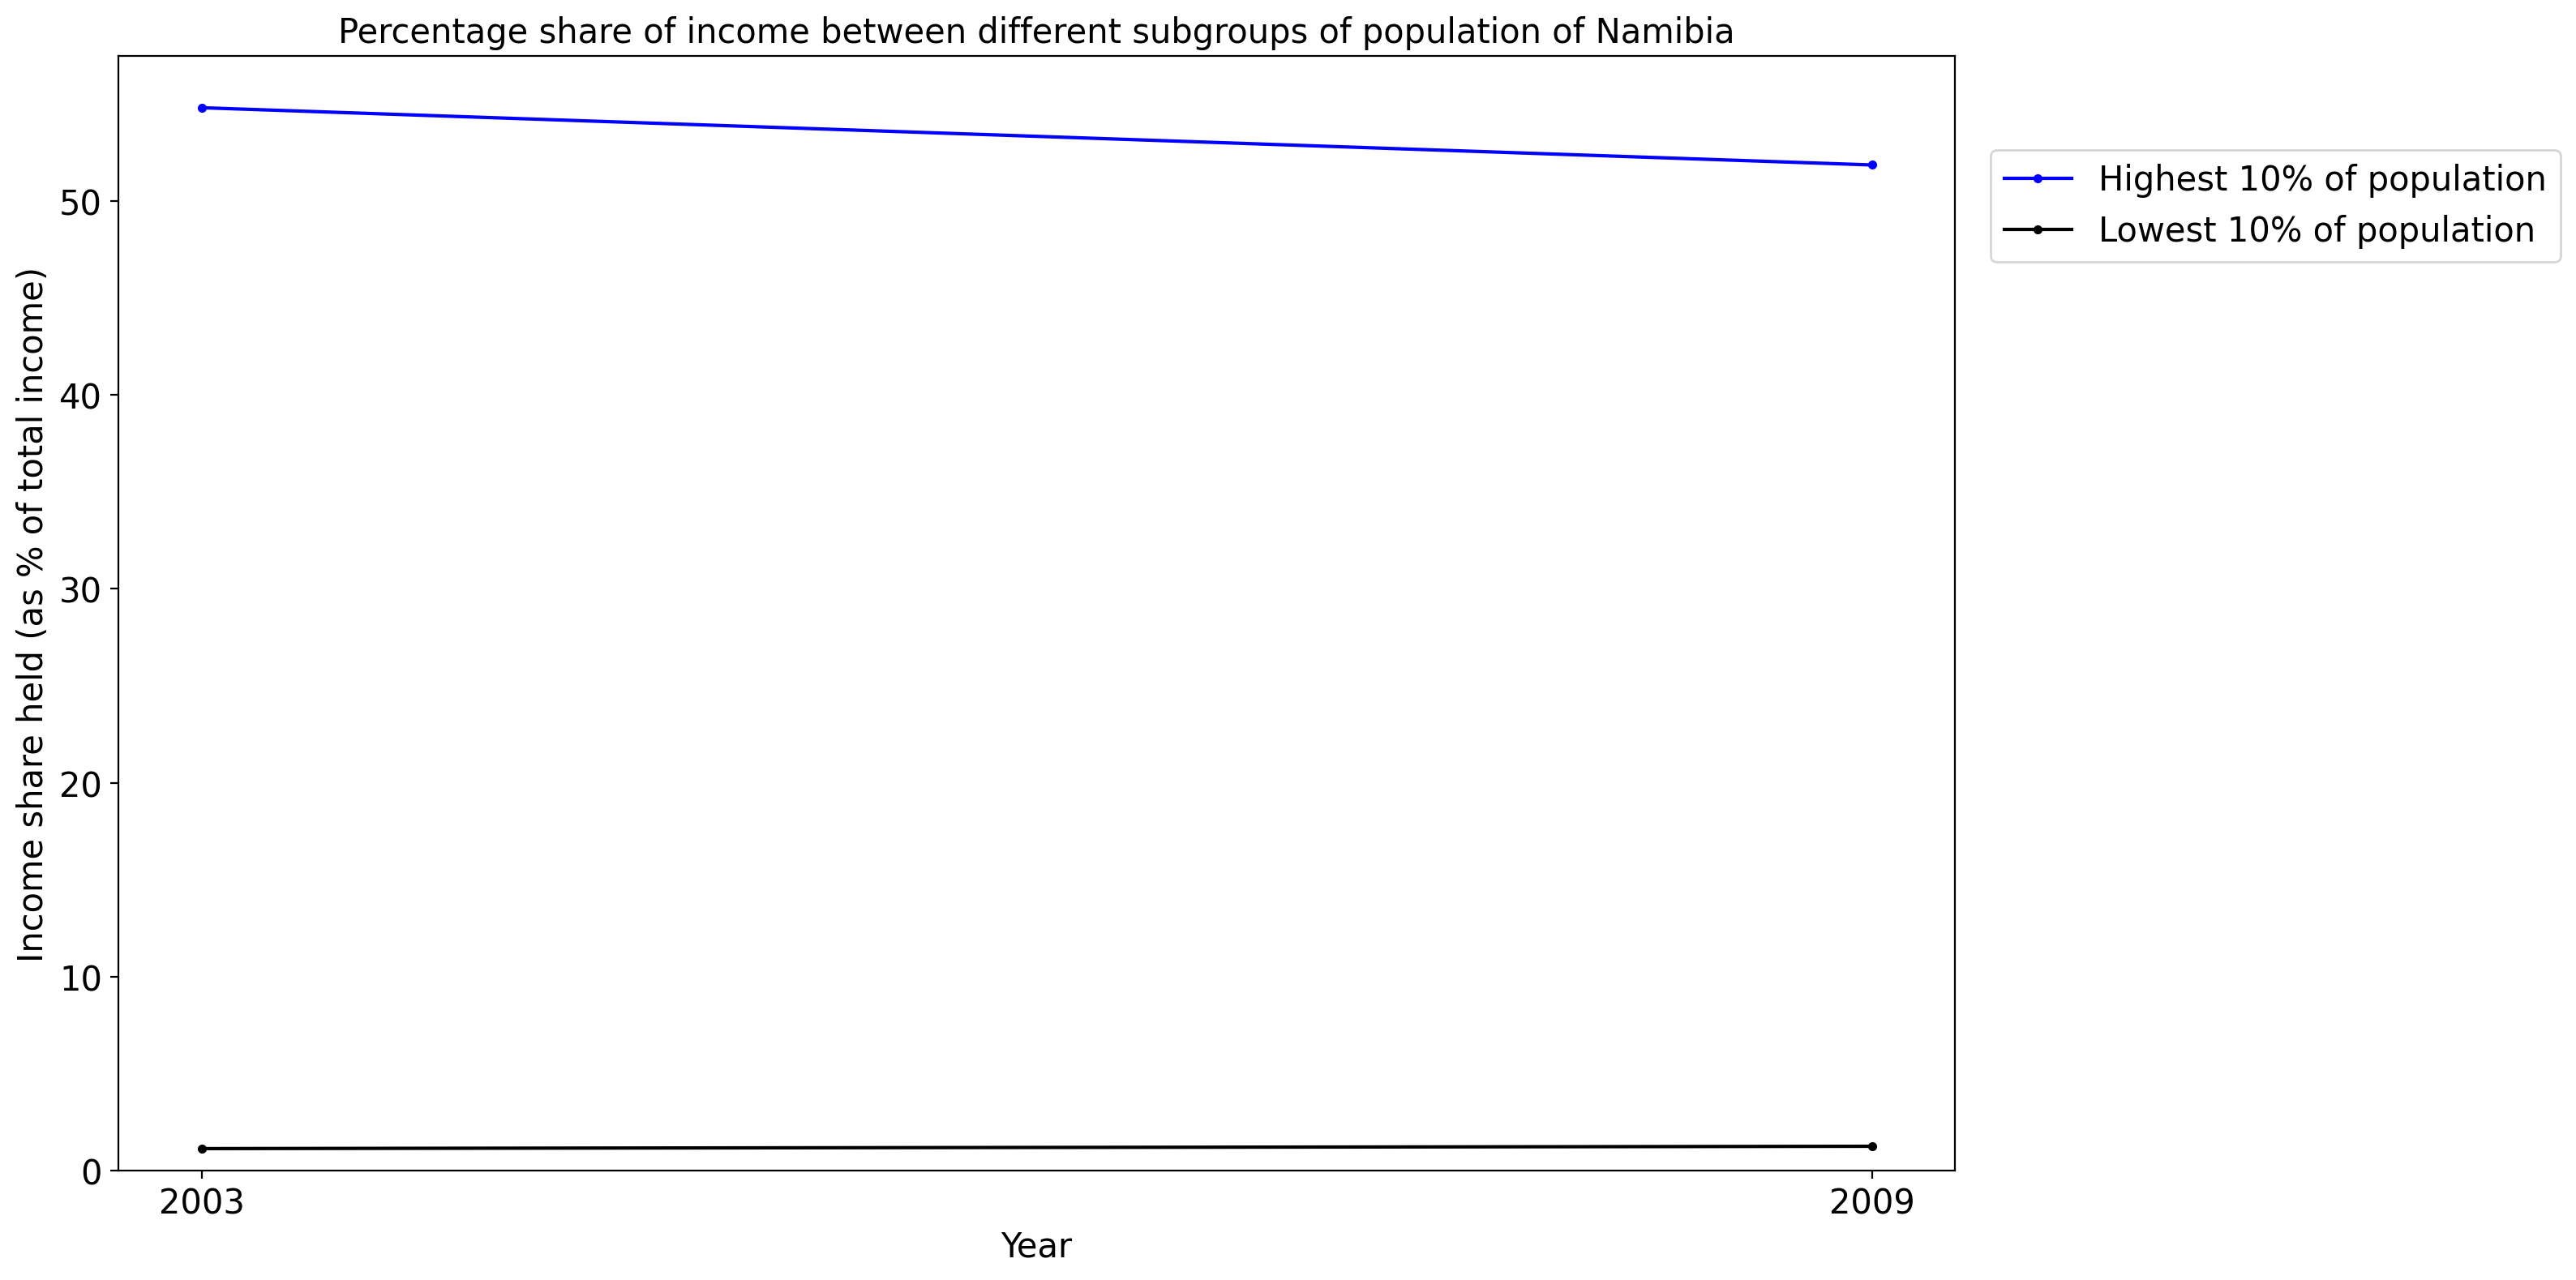 Percentage share of income between different subgroups of population of Namibia
Income share held (as % of total income)
50
40
30
20
10
0
2003
2009
Year
Highest 10% of population
Lowest 10% of population